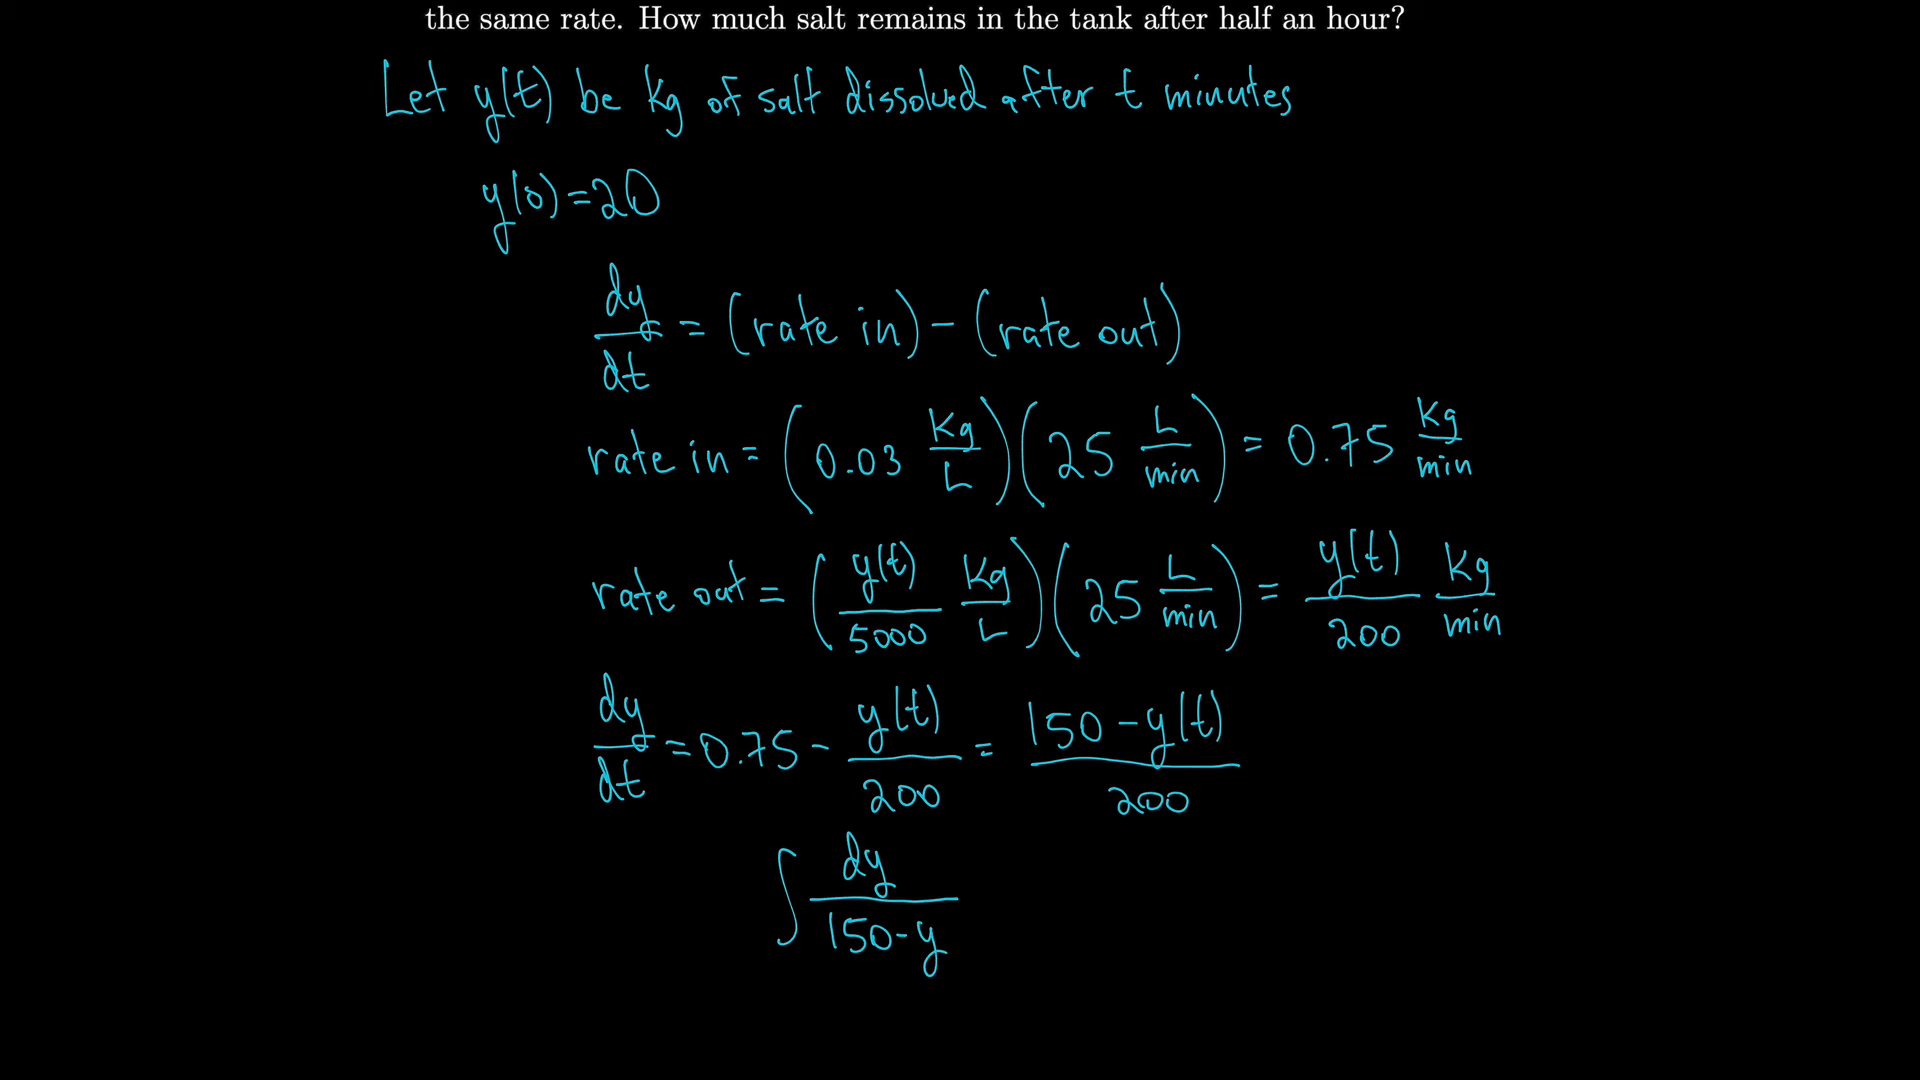 the same rate. How much salt remains in the tank after half an hour?
Let y(t) be kg of salt dissolved after t minutes
y(0)=20
dy/dt = (rate in) - (rate out)
rate in = (0.03 kg/L)(25 L/min) = 0.75 kg/min
rate out = (y(t)/5000 kg/L)(25 L/min) = y(t)/200 kg/min
dy/dt = 0.75 - y(t)/200 = 150 - y(t)/200
∫ dy/150-y